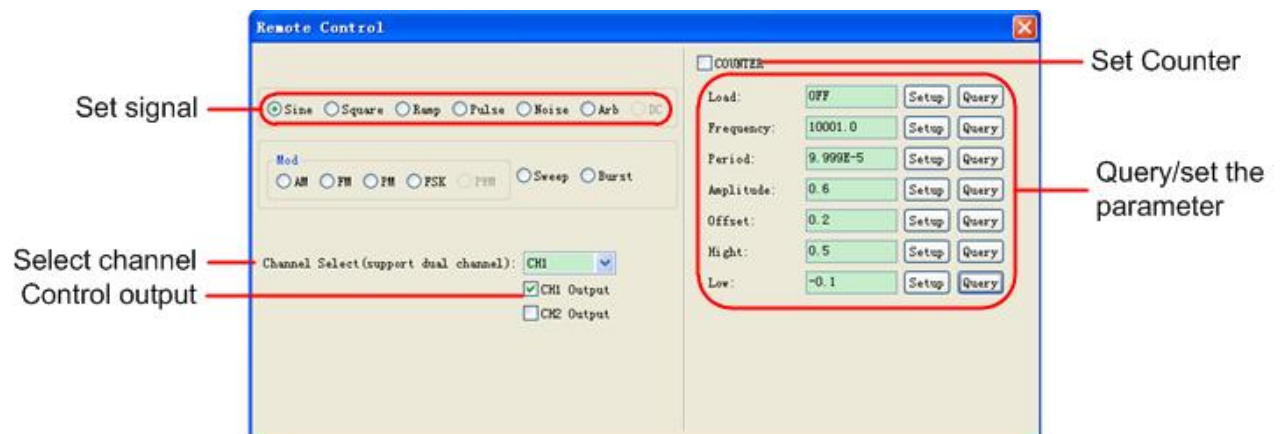 Remote Control
Set signal
Sine Square Ramp Pulse Noise Arb DC
Mod
AM FM PM FSK PWM Sweep Burst
Select channel
Channel Select(support dual channel): CH1
Control output
CH1 Output
CH2 Output
COUNTER
Set Counter
Load: OFF Setup Query
Frequency: 10001.0 Setup Query
Period: 9.999E-5 Setup Query
Amplitude: 0.6 Setup Query
Offset: 0.2 Setup Query
Hight: 0.5 Setup Query
Low: -0.1 Setup Query
Query/set the
parameter